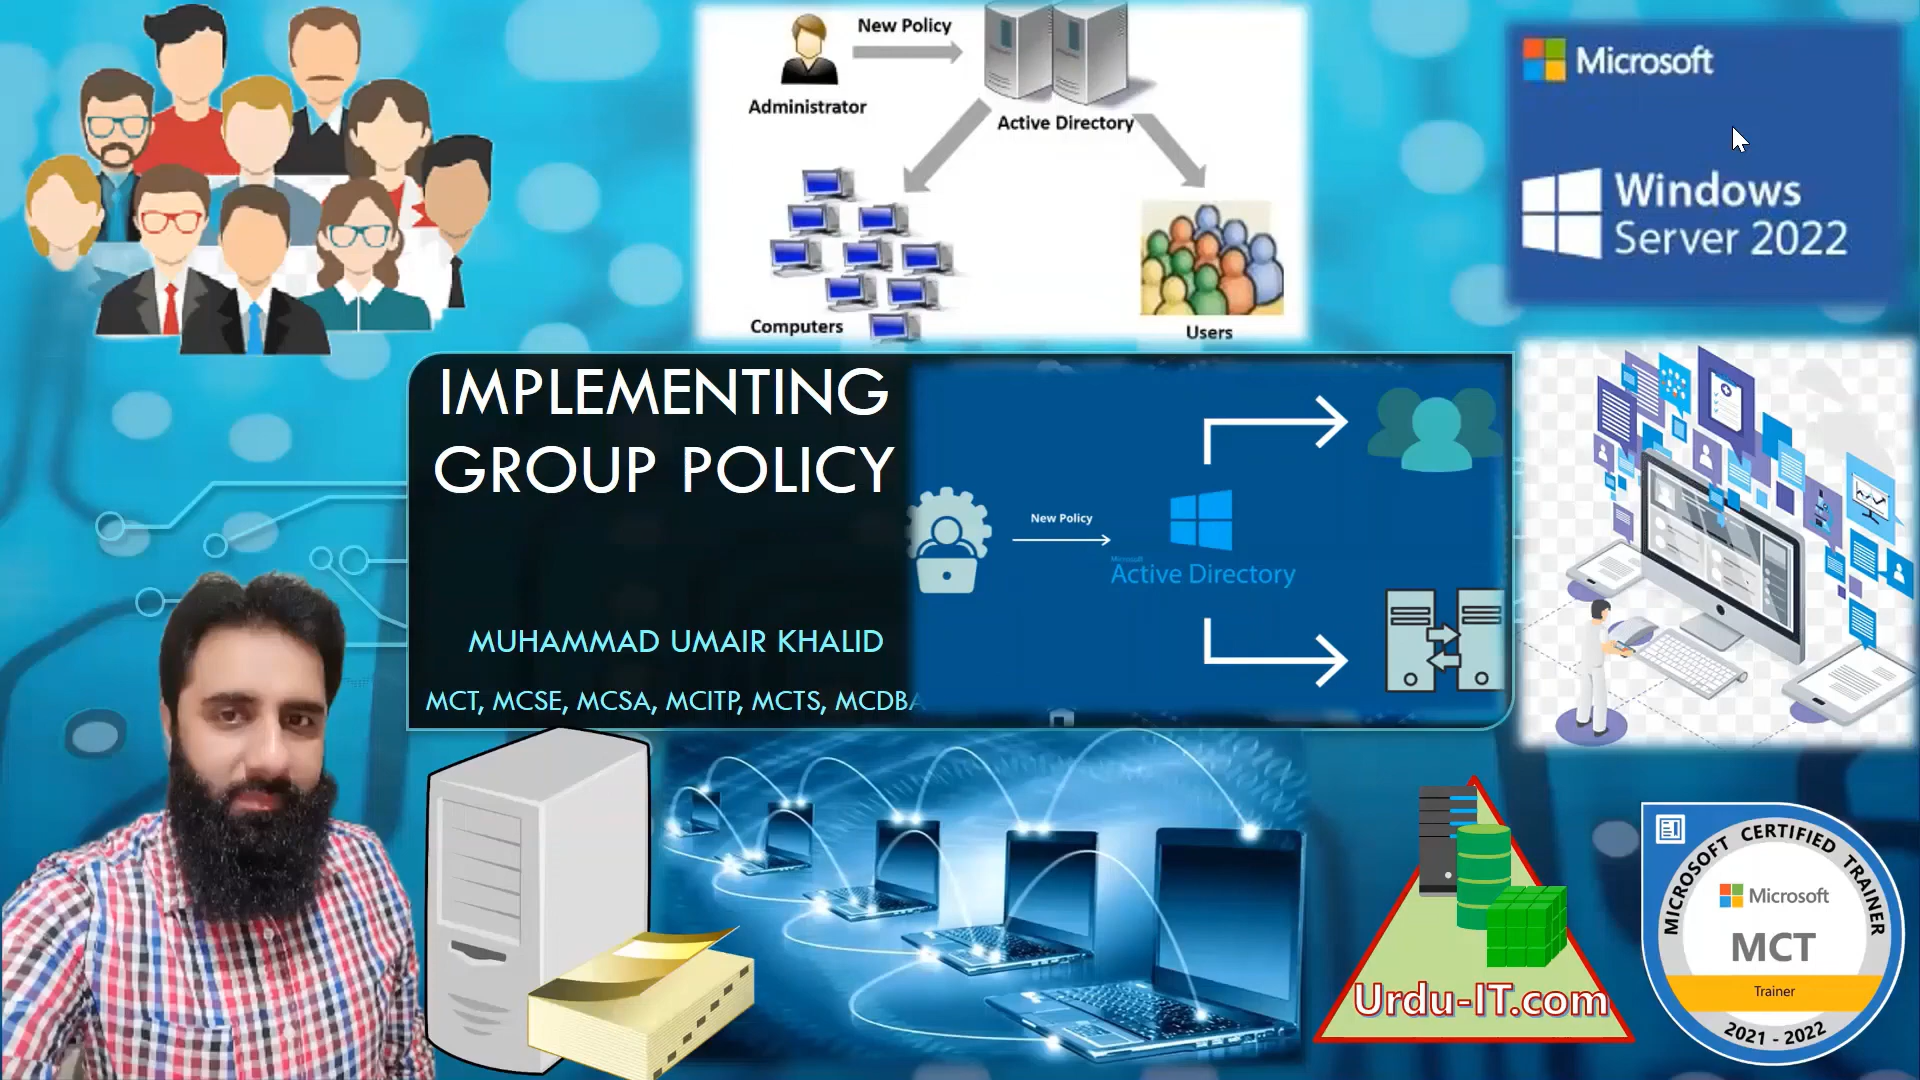 New Policy
Administrator
Active Directory
Computers
Users
Microsoft
Windows
Server 2022
IMPLEMENTING
GROUP POLICY
New Policy
Microsoft
Active Directory
MUHAMMAD UMAIR KHALID
MCT, MCSE, MCSA, MCITP, MCTS, MCDBA
Urdu-IT.com
MICROSOFT CERTIFIED TRAINER
Microsoft
MCT
Trainer
2021 - 2022